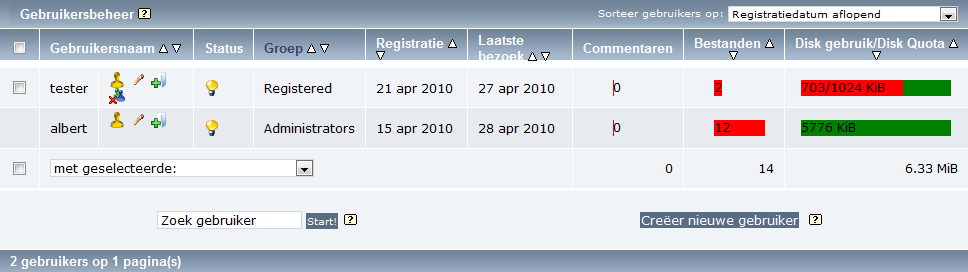 Gebruikersbeheer ?
Sorteer gebruikers op: Registratiedatum aflopend
Gebruikersnaam Status Groep Registratie Laatste bezoek Commentaren Bestanden Disk gebruik/Disk Quota
tester Registered 21 apr 2010 27 apr 2010 0 2 703/1024 KiB
albert Administrators 15 apr 2010 28 apr 2010 0 12 5776 KiB
met geselecteerde: 0 14 6.33 MiB
Zoek gebruiker Start! ? Creëer nieuwe gebruiker ?
2 gebruikers op 1 pagina(s)